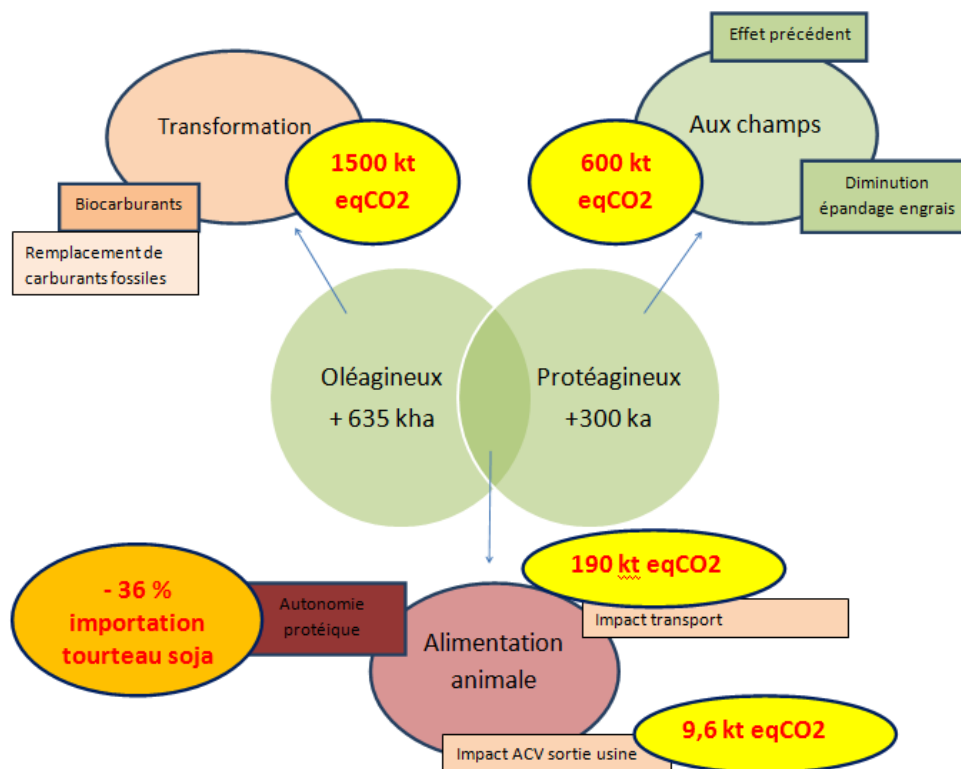 Effet précédent
Transformation
Aux champs
1500 kt
eqCO2
600 kt
eqCO2
Biocarburants
Diminution
épandage engrais
Remplacement de
carburants fossiles
Oléagineux
+ 635 kha
Protéagineux
+300 ka
- 36 %
importation
tourteau soja
Autonomie
protéique
190 kt eqCO2
Impact transport
Alimentation
animale
9,6 kt eqCO2
Impact ACV sortie usine